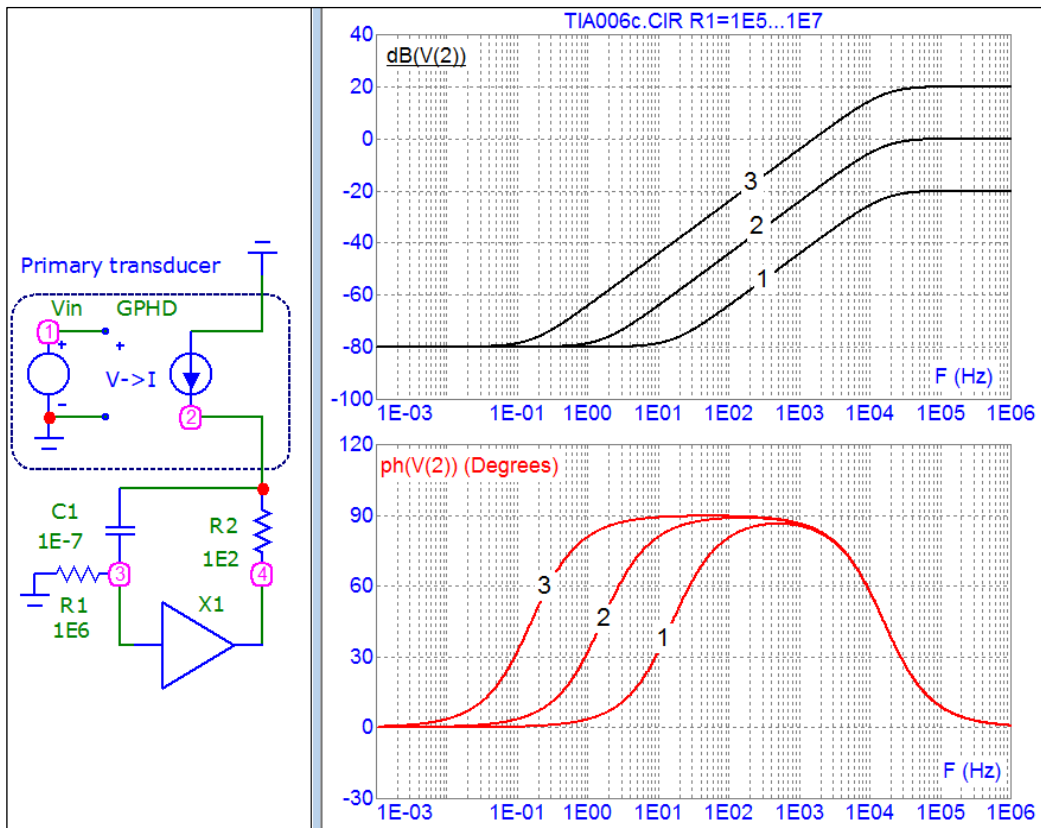 TIA006c.CIR R1=1E5...1E7
40
dB(V(2))
20
0
-20
-40
-60
-80
-100
3
2
1
F (Hz)
1E-03 1E-01 1E00 1E01 1E02 1E03 1E04 1E05 1E06
120
ph(V(2)) (Degrees)
90
60
30
0
-30
3
2
1
F (Hz)
1E-03 1E-01 1E00 1E01 1E02 1E03 1E04 1E05 1E06
Primary transducer
Vin GPHD
1
+ +
V->I
-
2
C1
1E-7
R2
1E2
3
4
R1
1E6
X1